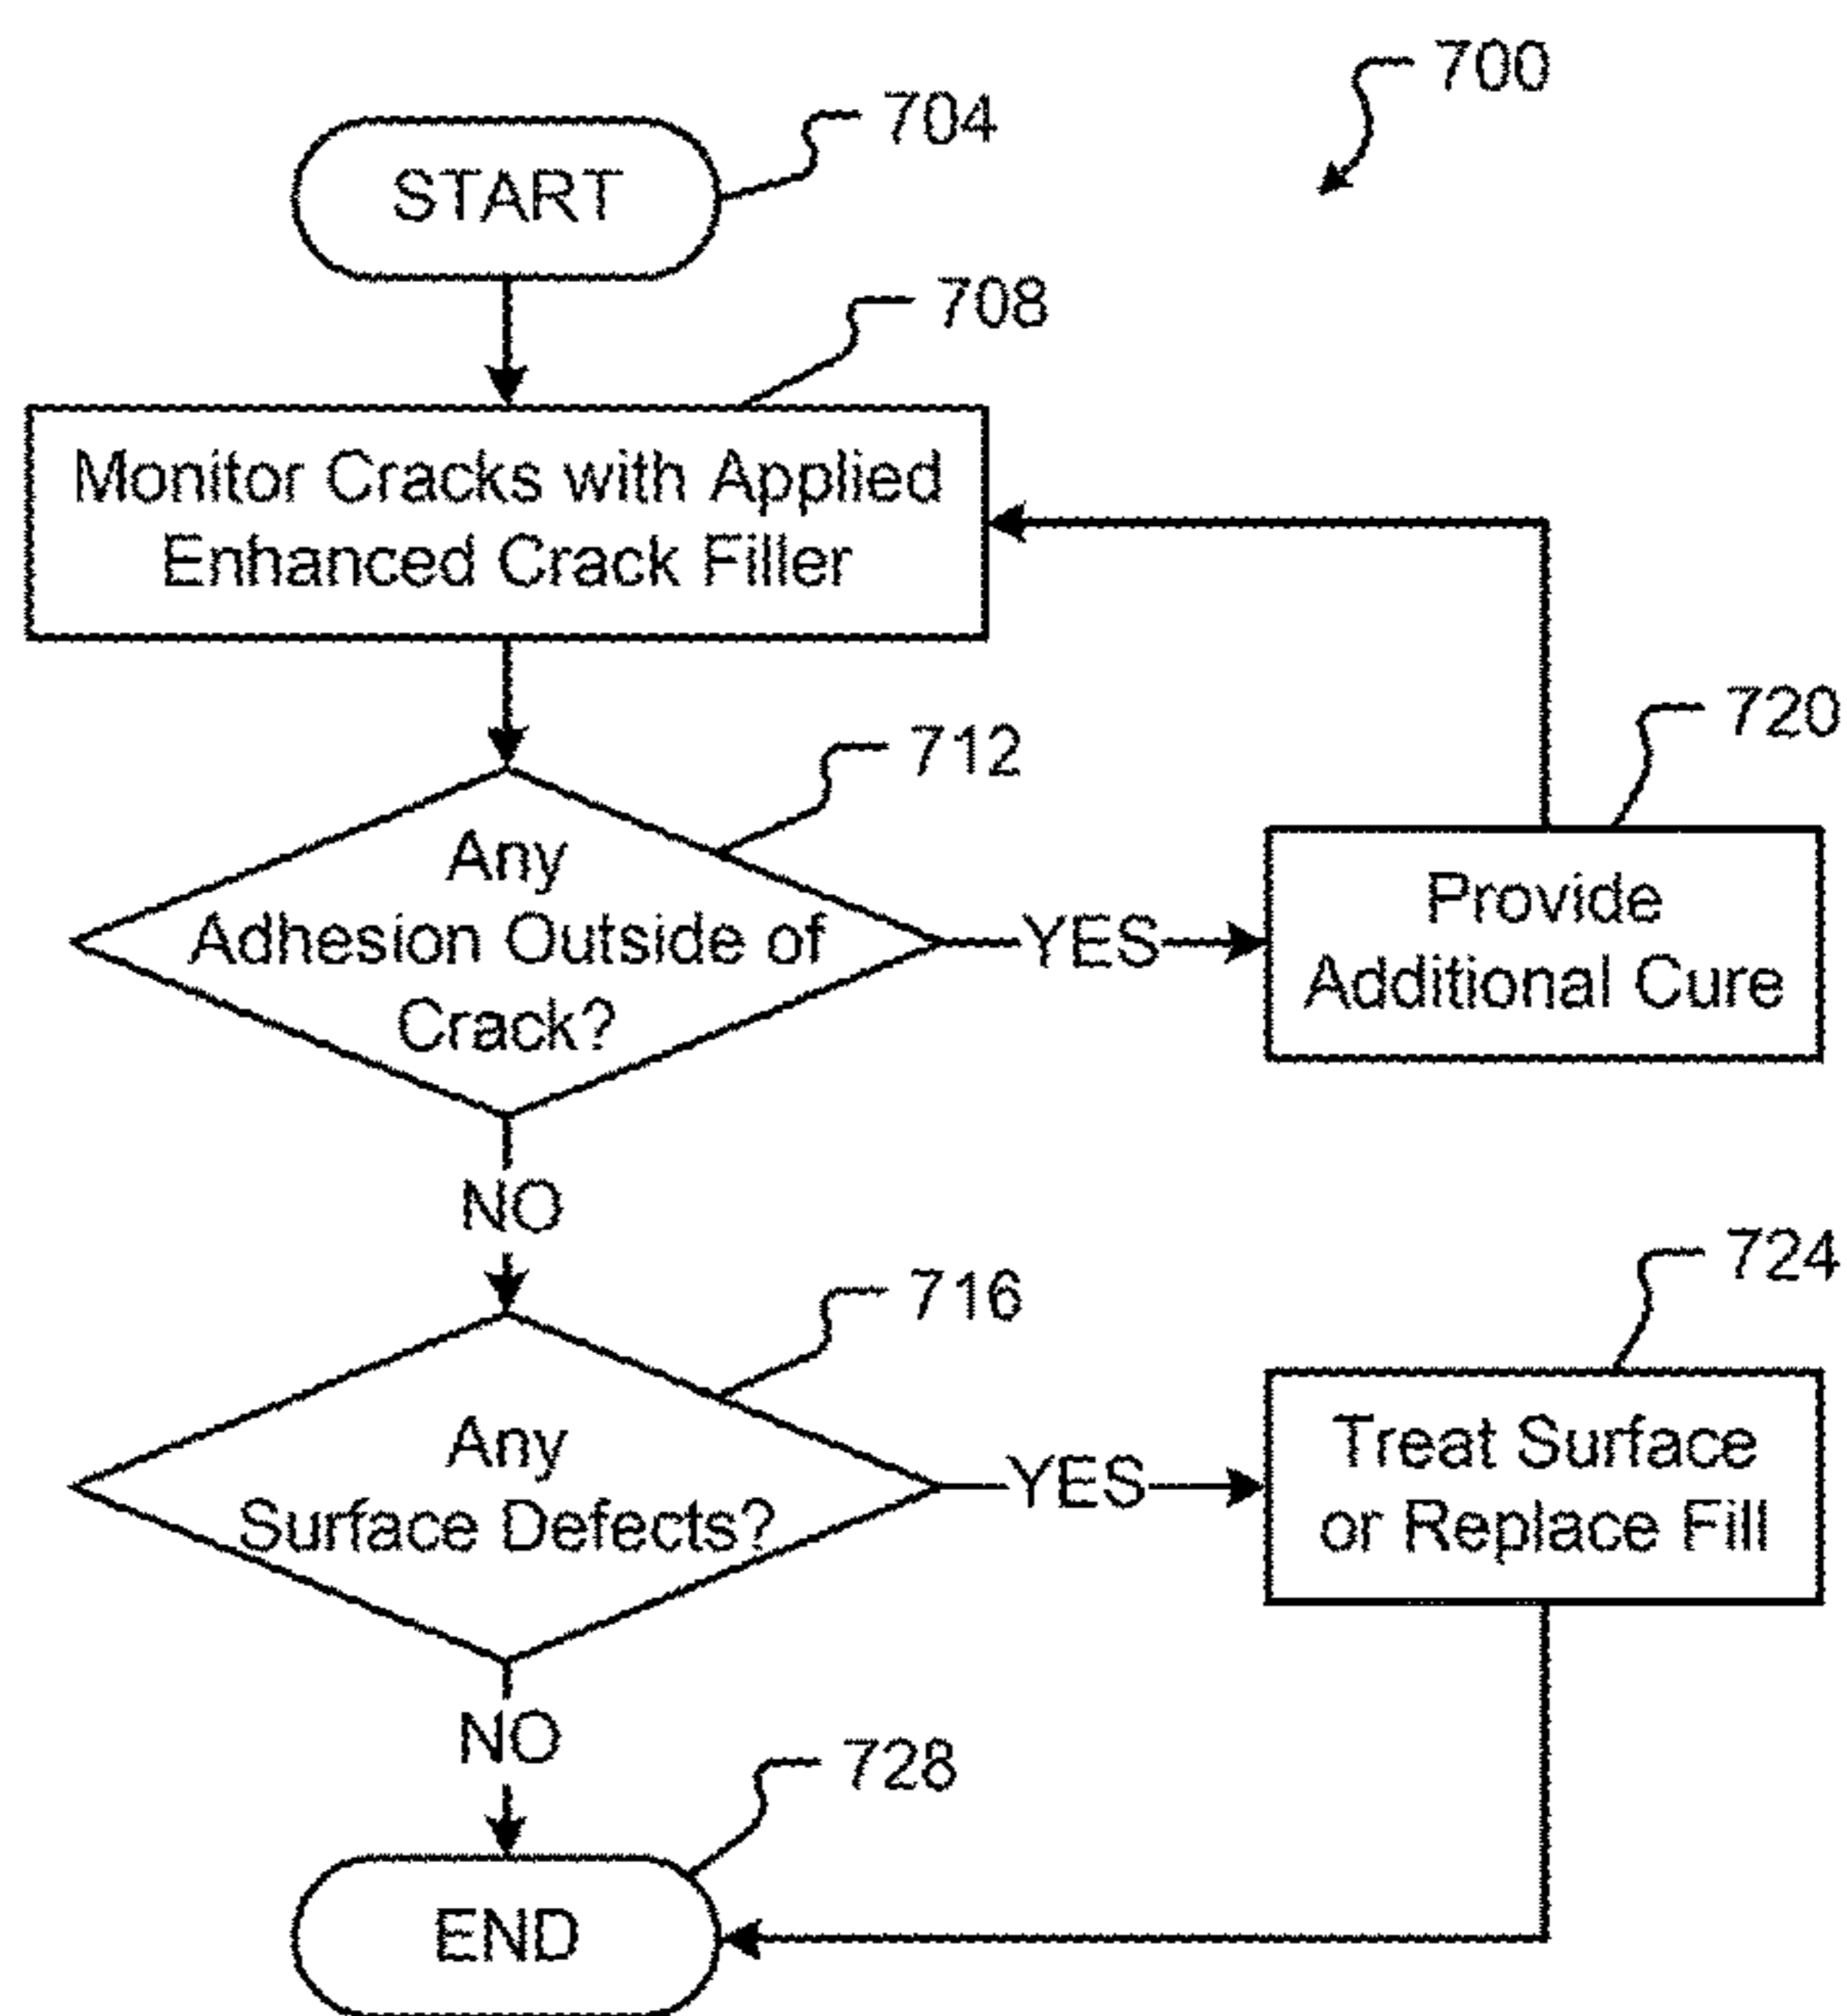 700
704
START
708
Monitor Cracks with Applied
Enhanced Crack Filler
712
720
Any
Adhesion Outside of
Crack?
YES
Provide
Additional Cure
NO
716
724
Any
Surface Defects?
YES
Treat Surface
or Replace Fill
NO
728
END